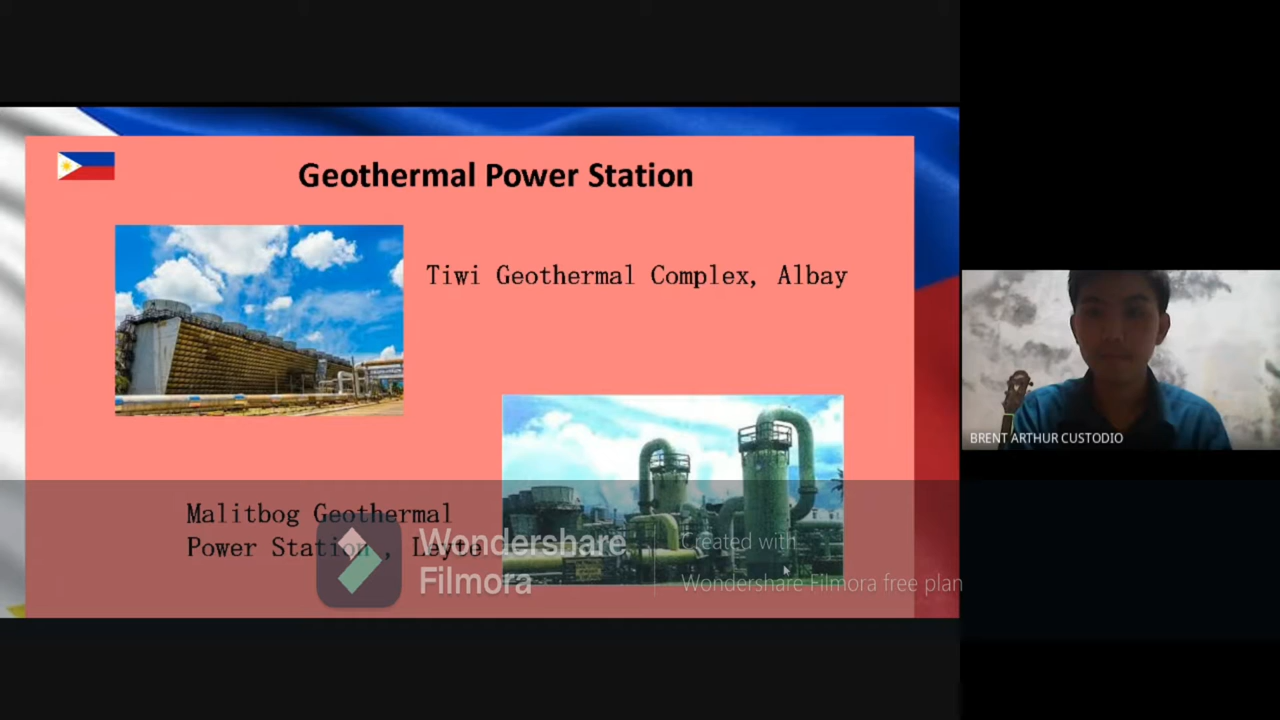 Geothermal Power Station
Tiwi Geothermal Complex, Albay
Malitbog Geothermal
Power Station , Leyte
Wondershare
Filmora
Created with
Wondershare Filmora free plan
BRENT ARTHUR CUSTODIO